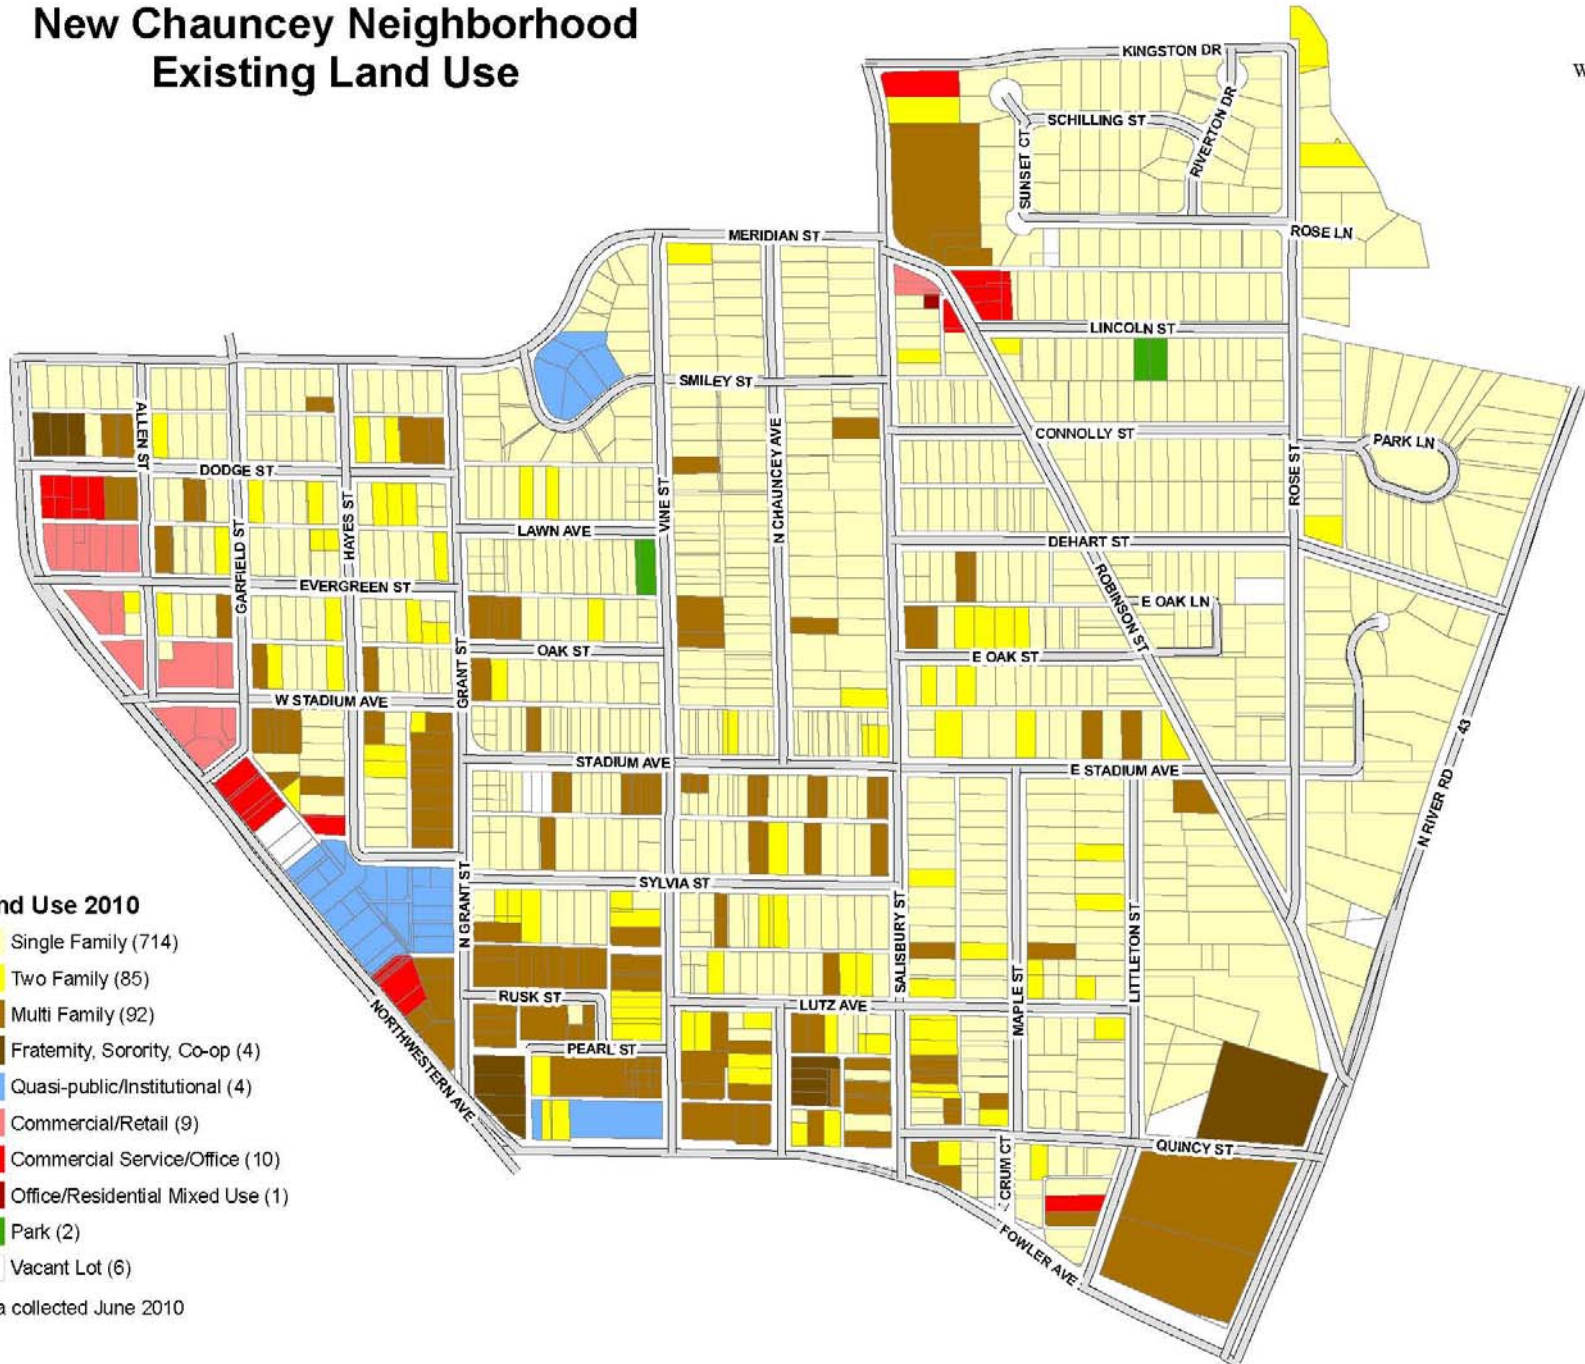 New Chauncey Neighborhood
Existing Land Use
W
KINGSTON DR
SCHILLING ST
RIVERTON DR
SUNSET CT
ROSE LN
MERIDIAN ST
LINCOLN ST
SMILEY ST
ALLEN ST
N CHAUNCEY AVE
CONNOLLY ST
PARK LN
DODGE ST
ROSE ST
VINE ST
HAYES ST
GARFIELD ST
LAWN AVE
DEHART ST
EVERGREEN ST
ROBINSON ST
E OAK LN
GRANT ST
OAK ST
E OAK ST
W STADIUM AVE
STADIUM AVE
E STADIUM AVE
N RIVER RD
43
SYLVIA ST
N GRANT ST
SALISBURY ST
LITTLETON ST
MAPLE ST
RUSK ST
LUTZ AVE
PEARL ST
NORTHWESTERN AVE
QUINCY ST
CRUM CT
FOWLER AVE
nd Use 2010
Single Family (714)
Two Family (85)
Multi Family (92)
Fraternity, Sorority, Co-op (4)
Quasi-public/Institutional (4)
Commercial/Retail (9)
Commercial Service/Office (10)
Office/Residential Mixed Use (1)
Park (2)
Vacant Lot (6)
a collected June 2010